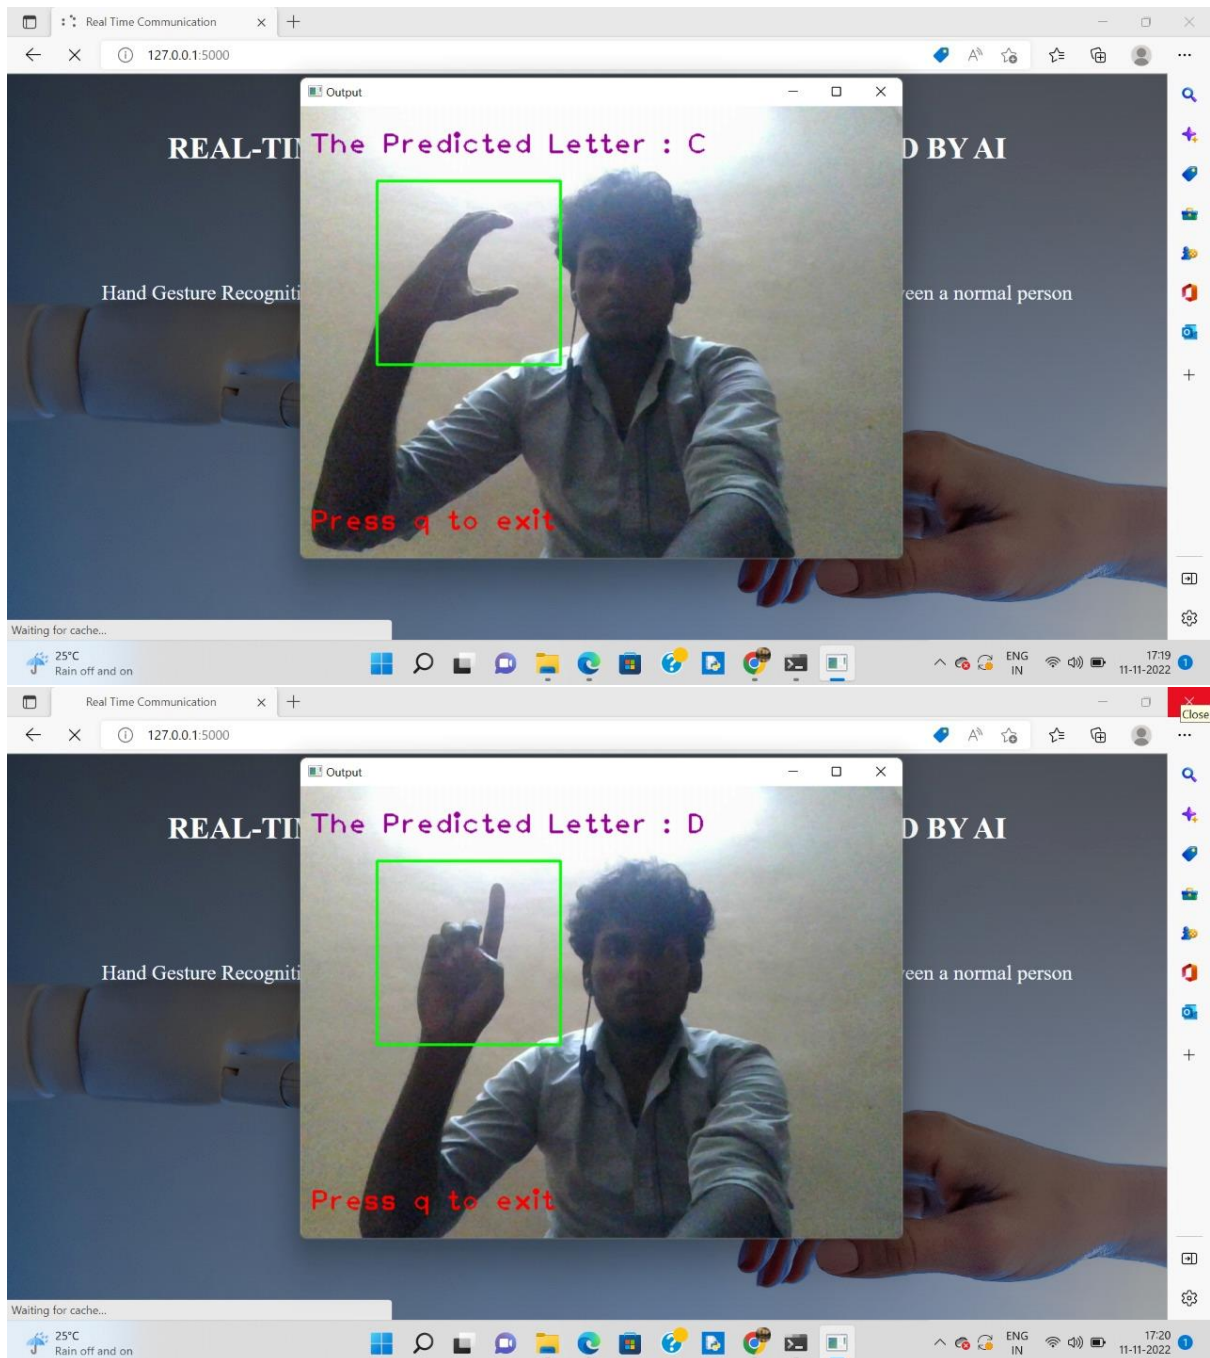 Real Time Communication
127.0.0.1:5000
Output
The Predicted Letter : C
REAL-TI
D BY AI
Hand Gesture Recogniti
een a normal person
Press q to exit
Waiting for cache...
25°C
Rain off and on
ENG
IN
17:19
11-11-2022
1
Real Time Communication
Close
127.0.0.1:5000
Output
The Predicted Letter : D
REAL-TI
D BY AI
Hand Gesture Recogniti
een a normal person
Press q to exit
Waiting for cache...
25°C
Rain off and on
ENG
IN
17:20
11-11-2022
1